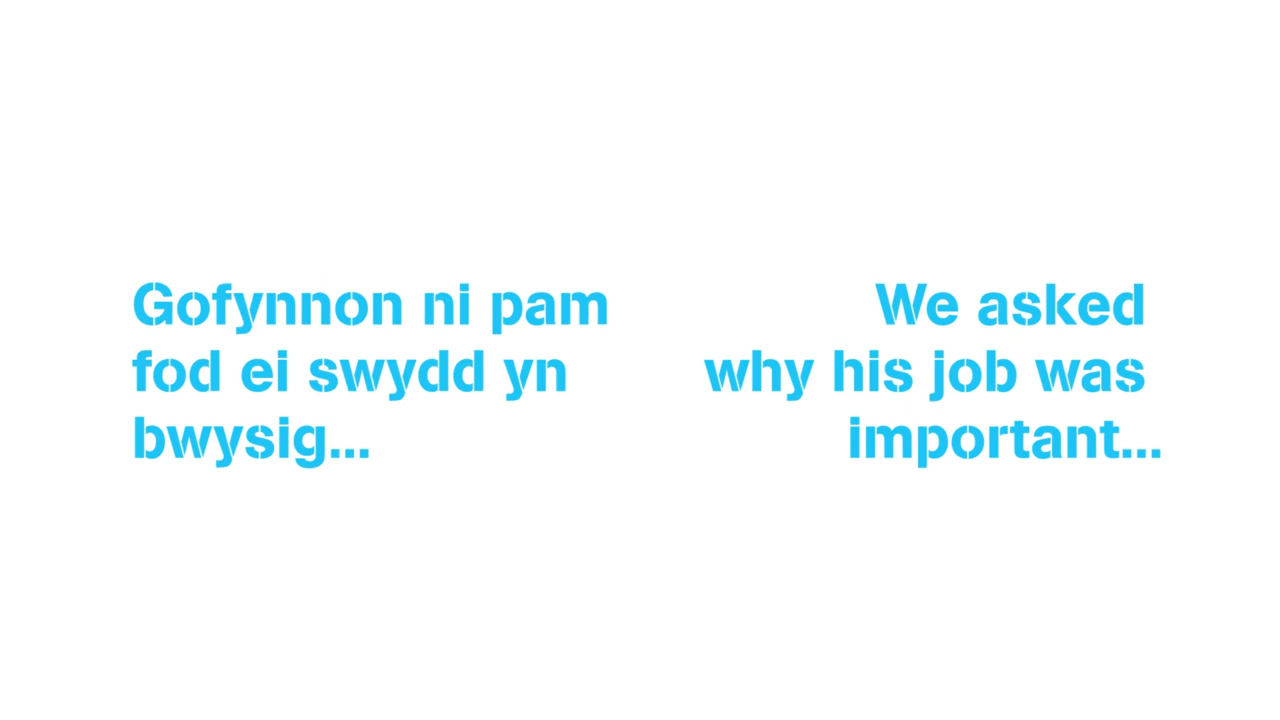 Gofynnon ni pam
fod ei swydd yn
bwysig...
We asked
why his job was
important...